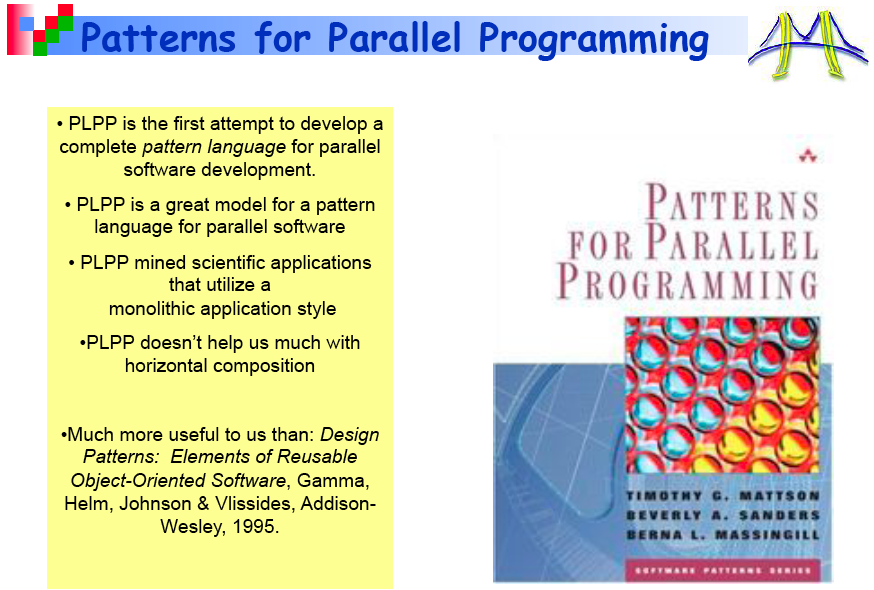 Patterns for Parallel Programming
• PLPP is the first attempt to develop a
complete pattern language for parallel
software development.
• PLPP is a great model for a pattern
language for parallel software
• PLPP mined scientific applications
that utilize a
monolithic application style
•PLPP doesn’t help us much with
horizontal composition
•Much more useful to us than: Design
Patterns: Elements of Reusable
Object-Oriented Software, Gamma,
Helm, Johnson & Vlissides, Addison-
Wesley, 1995.
PATTERNS
FOR PARALLEL
PROGRAMMING
TIMOTHY G. MATTSON
BEVERLY A. SANDERS
BERNA L. MASSINGILL
SOFTWARE PATTERNS SERIES